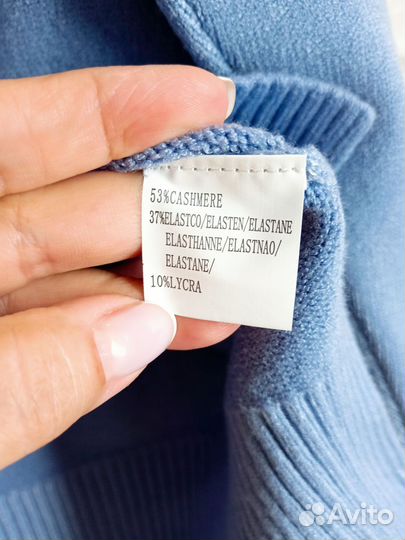 53%CASHMERE
37%ELASTCO/ELASTEN/ELASTANE
ELASTHANNE/ELASTNAO/
ELASTANE/
10%LYCRA
Avito